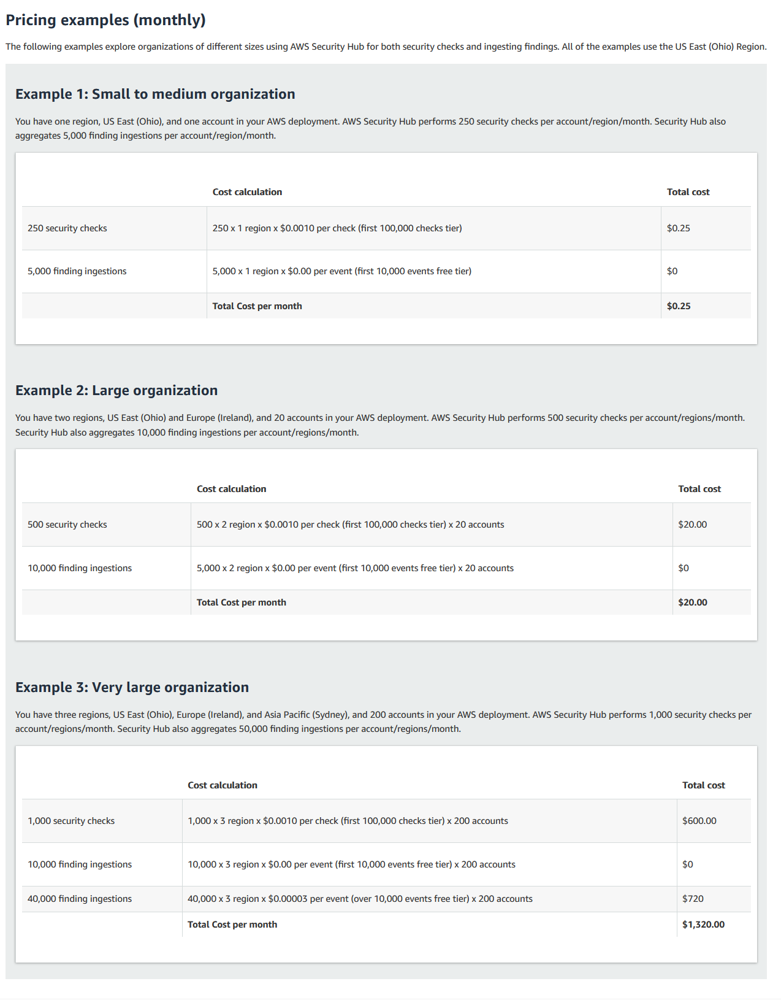 Pricing examples (monthly)
The following examples explore organizations of different sizes using AWS Security Hub for both security checks and ingesting findings. All of the examples use the US East (Ohio) Region.
Example 1: Small to medium organization
You have one region, US East (Ohio), and one account in your AWS deployment. AWS Security Hub performs 250 security checks per account/region/month. Security Hub also
aggregates 5,000 finding ingestions per account/region/month.
Cost calculation Total cost
250 security checks 250 x 1 region x $0.0010 per check (first 100,000 checks tier) $0.25
5,000 finding ingestions 5,000 x 1 region x $0.00 per event (first 10,000 events free tier) $0
Total Cost per month $0.25
Example 2: Large organization
You have two regions, US East (Ohio) and Europe (Ireland), and 20 accounts in your AWS deployment. AWS Security Hub performs 500 security checks per account/regions/month.
Security Hub also aggregates 10,000 finding ingestions per account/regions/month.
Cost calculation Total cost
500 security checks 500 x 2 region x $0.0010 per check (first 100,000 checks tier) x 20 accounts $20.00
10,000 finding ingestions 5,000 x 2 region x $0.00 per event (first 10,000 events free tier) x 20 accounts $0
Total Cost per month $20.00
Example 3: Very large organization
You have three regions, US East (Ohio), Europe (Ireland), and Asia Pacific (Sydney), and 200 accounts in your AWS deployment. AWS Security Hub performs 1,000 security checks per
account/regions/month. Security Hub also aggregates 50,000 finding ingestions per account/regions/month.
Cost calculation Total cost
1,000 security checks 1,000 x 3 region x $0.0010 per check (first 100,000 checks tier) x 200 accounts $600.00
10,000 finding ingestions 10,000 x 3 region x $0.00 per event (first 10,000 events free tier) x 200 accounts $0
40,000 finding ingestions 40,000 x 3 region x $0.00003 per event (over 10,000 events free tier) x 200 accounts $720
Total Cost per month $1,320.00